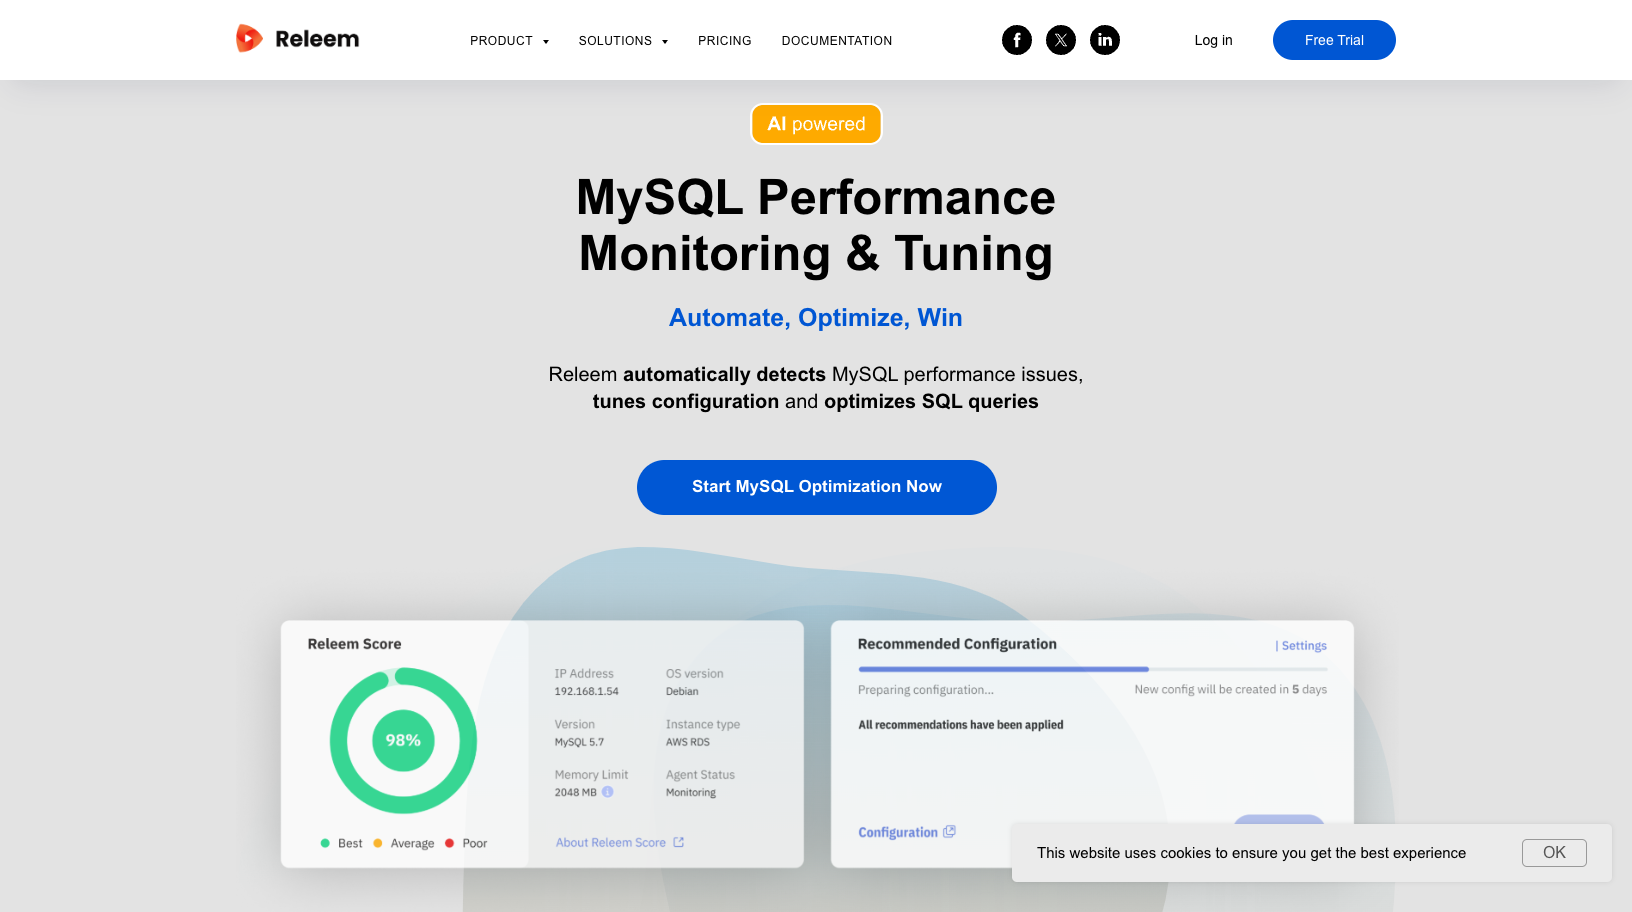 Releem
PRODUCT
SOLUTIONS
PRICING
DOCUMENTATION
Log in
Free Trial
AI powered
MySQL Performance
Monitoring & Tuning
Automate, Optimize, Win
Releem automatically detects MySQL performance issues,
tunes configuration and optimizes SQL queries
Start MySQL Optimization Now
Releem Score
98%
Best
Average
Poor
IP Address
192.168.1.54
OS version
Debian
Version
MySQL 5.7
Instance type
AWS RDS
Memory Limit
2048 MB
Agent Status
Monitoring
About Releem Score
Recommended Configuration
| Settings
Preparing configuration...
New config will be created in 5 days
All recommendations have been applied
Configuration
This website uses cookies to ensure you get the best experience
OK